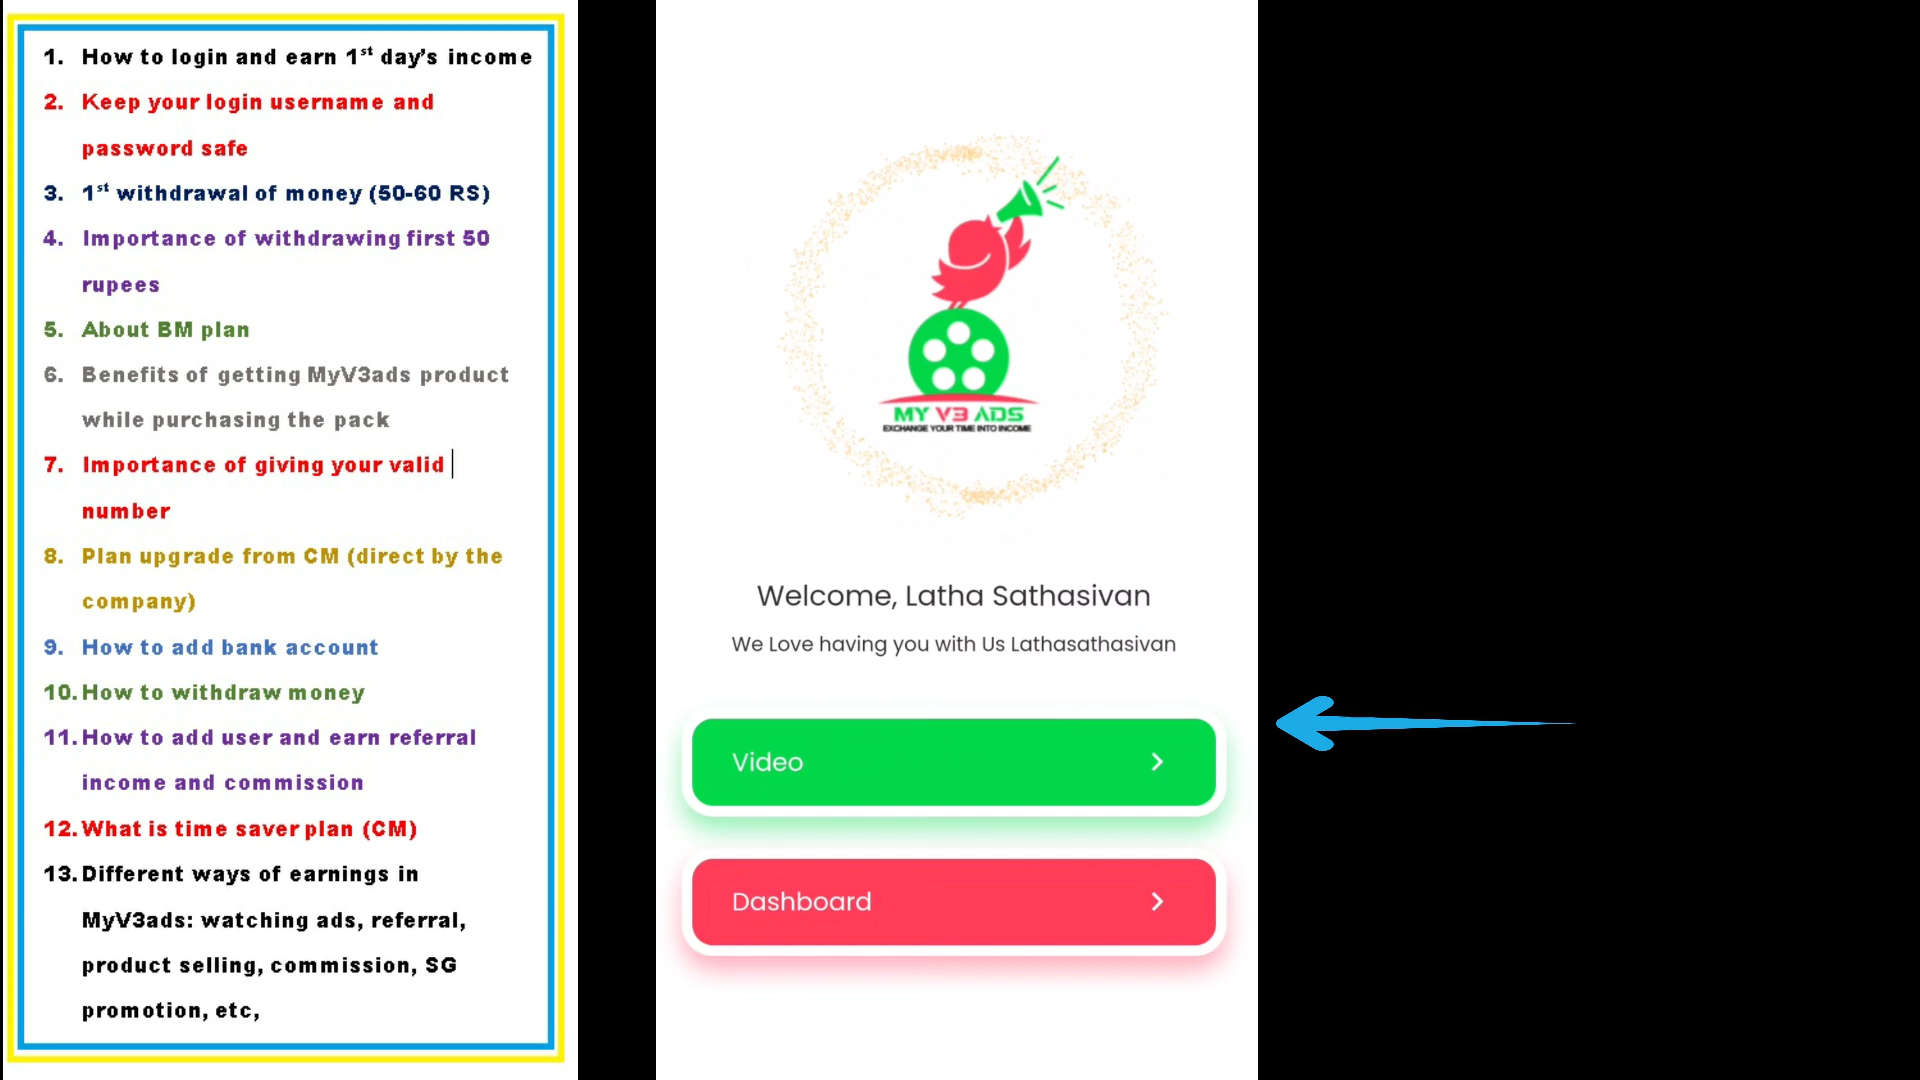 1. How to login and earn 1st day's income
2. Keep your login username and
password safe
3. 1st withdrawal of money (50-60 RS)
4. Importance of withdrawing first 50
rupees
5. About BM plan
6. Benefits of getting MyV3ads product
while purchasing the pack
7. Importance of giving your valid
number
8. Plan upgrade from CM (direct by the
company)
9. How to add bank account
10. How to withdraw money
11. How to add user and earn referral
income and commission
12. What is time saver plan (CM)
13. Different ways of earnings in
MyV3ads: watching ads, referral,
product selling, commission, SG
promotion, etc,
MY V3 ADS
EXCHANGE YOUR TIME INTO INCOME
Welcome, Latha Sathasivan
We Love having you with Us Lathasathasivan
Video
Dashboard